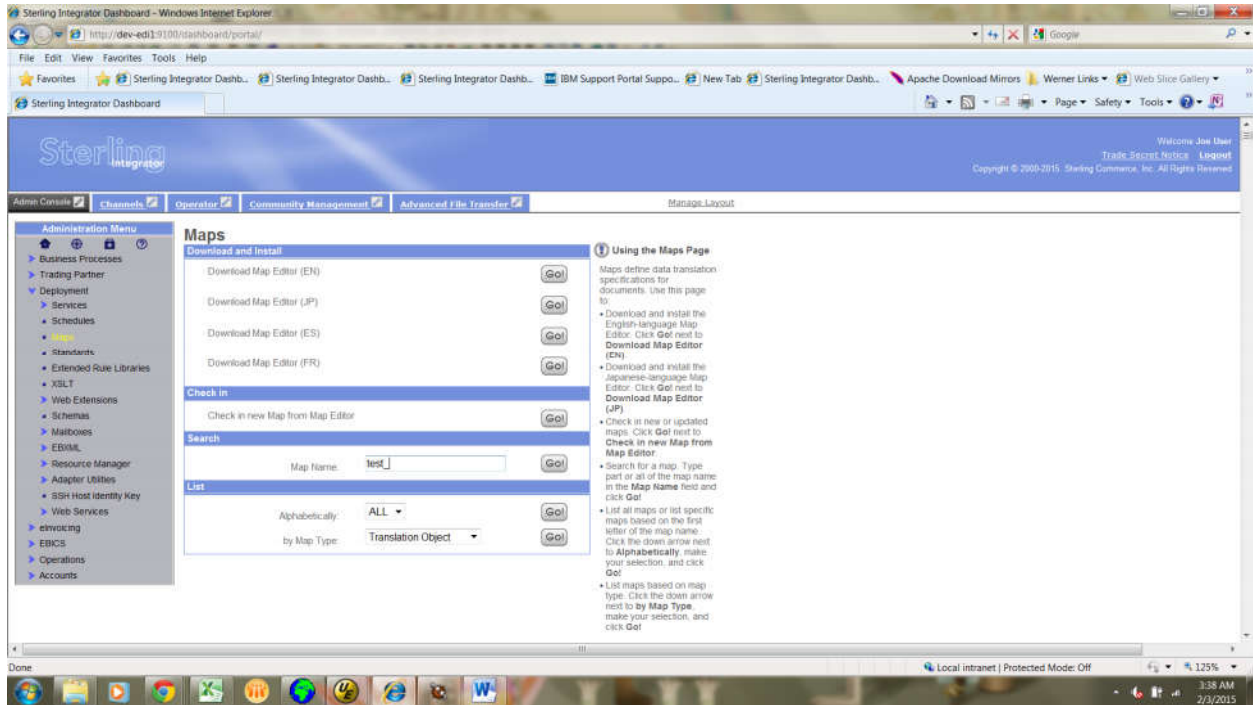 Sterling Integrator Dashboard - Windows Internet Explorer
http://dev-edi1:9100/dashboard/portal/
Google
File Edit View Favorites Tools Help
Favorites Sterling Integrator Dashb... Sterling Integrator Dashb... Sterling Integrator Dashb... IBM Support Portal Suppo... New Tab Sterling Integrator Dashb... Apache Download Mirrors Werner Links Web Slice Gallery
Sterling Integrator Dashboard
Page Safety Tools
Sterling Integrator
Welcome Joe User
Trade Secret Notice Logout
Copyright © 2000-2015 Sterling Commerce, Inc. All Rights Reserved
Admin Console Channels Operator Community Management Advanced File Transfer Manage Layout
Administration Menu
Business Processes
Trading Partner
Deployment
Services
Schedules
Maps
Standards
Extended Rule Libraries
XSLT
Web Extensions
Schemas
Mailboxes
EBXML
Resource Manager
Adapter Utilities
SSH Host Identity Key
Web Services
eInvoicing
EBICS
Operations
Accounts
Maps
Download and Install
Download Map Editor (EN) Go!
Download Map Editor (JP) Go!
Download Map Editor (ES) Go!
Download Map Editor (FR) Go!
Check in
Check in new Map from Map Editor Go!
Search
Map Name: test_ Go!
List
Alphabetically: ALL Go!
by Map Type: Translation Object Go!
Using the Maps Page
Maps define data translation
specifications for
documents. Use this page
to:
Download and install the
English-language Map
Editor. Click Go! next to
Download Map Editor
(EN).
Download and install the
Japanese-language Map
Editor. Click Go! next to
Download Map Editor
(JP).
Check in new or updated
maps. Click Go! next to
Check in new Map from
Map Editor.
Search for a map. Type
part or all of the map name
in the Map Name field and
click Go!
List all maps or list specific
maps based on the first
letter of the map name.
Click the down arrow next
to Alphabetically, make
your selection, and click
Go!
List maps based on map
type. Click the down arrow
next to by Map Type,
make your selection, and
click Go!
Done
Local intranet | Protected Mode: Off
125%
3:38 AM
2/3/2015